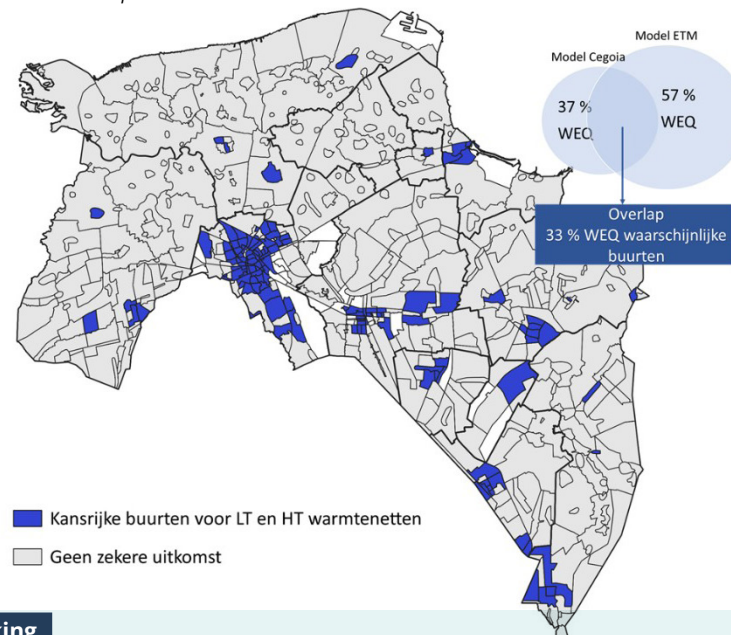 Model ETM
Model Cegoia
37 %
WEQ
57 %
WEQ
Overlap
33 % WEQ waarschijnlijke
buurten
Kansrijke buurten voor LT en HT warmtenetten
Geen zekere uitkomst